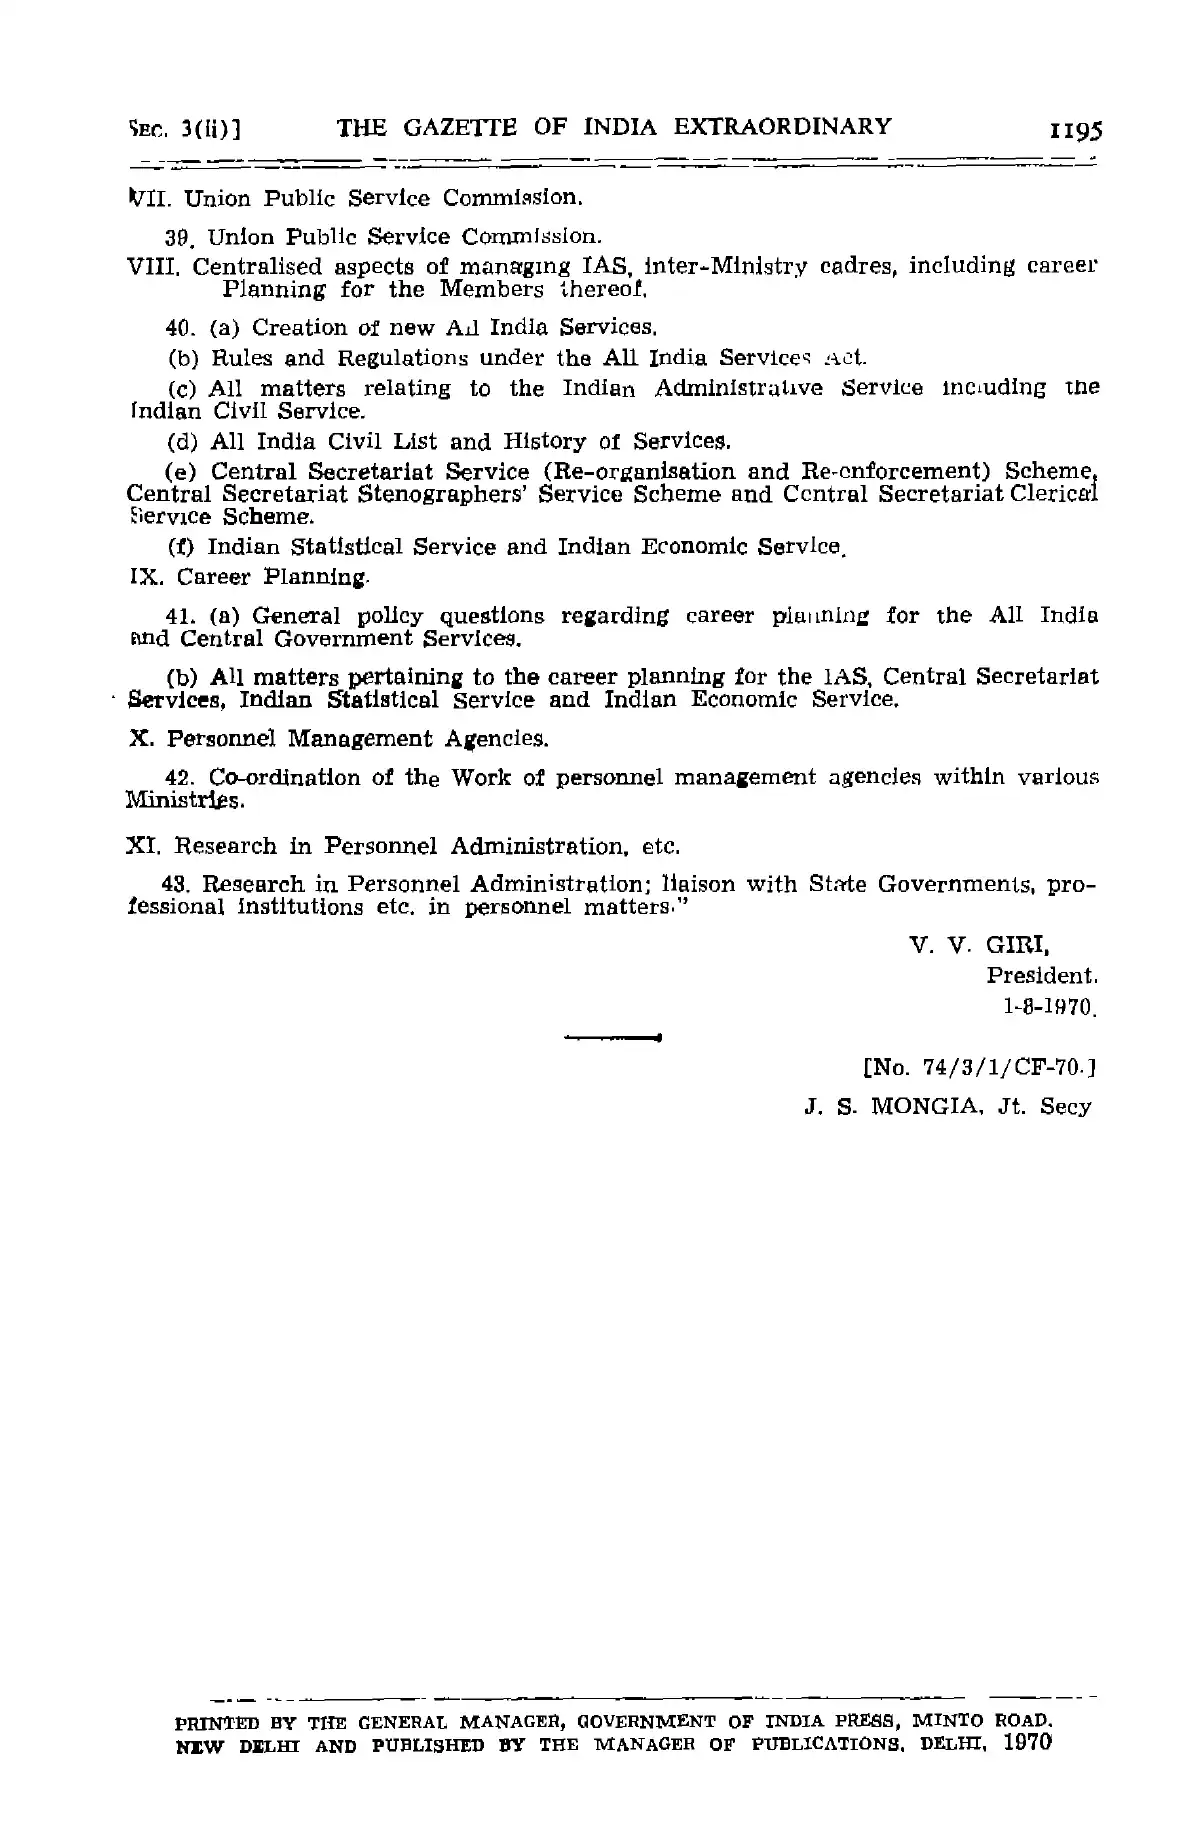 SEC. 3(ii)] THE GAZETTE OF INDIA EXTRAORDINARY 1195
VII. Union Public Service Commission.
39. Union Public Service Commission.
VIII. Centralised aspects of managing IAS, inter-Ministry cadres, including career
Planning for the Members thereof.
40. (a) Creation of new All India Services.
(b) Rules and Regulations under the All India Services Act.
(c) All matters relating to the Indian Administrative Service including the
Indian Civil Service.
(d) All India Civil List and History of Services.
(e) Central Secretariat Service (Re-organisation and Re-enforcement) Scheme,
Central Secretariat Stenographers' Service Scheme and Central Secretariat Clerical
Service Scheme.
(f) Indian Statistical Service and Indian Economic Service.
IX. Career Planning.
41. (a) General policy questions regarding career planning for the All India
and Central Government Services.
(b) All matters pertaining to the career planning for the IAS, Central Secretariat
Services, Indian Statistical Service and Indian Economic Service.
X. Personnel Management Agencies.
42. Co-ordination of the Work of personnel management agencies within various
Ministries.
XI. Research in Personnel Administration, etc.
43. Research in Personnel Administration; liaison with State Governments, pro-
fessional institutions etc. in personnel matters."
V. V. GIRI,
President.
1-8-1970.
[No. 74/3/1/CF-70.]
J. S. MONGIA, Jt. Secy
PRINTED BY THE GENERAL MANAGER, GOVERNMENT OF INDIA PRESS, MINTO ROAD,
NEW DELHI AND PUBLISHED BY THE MANAGER OF PUBLICATIONS, DELHI, 1970